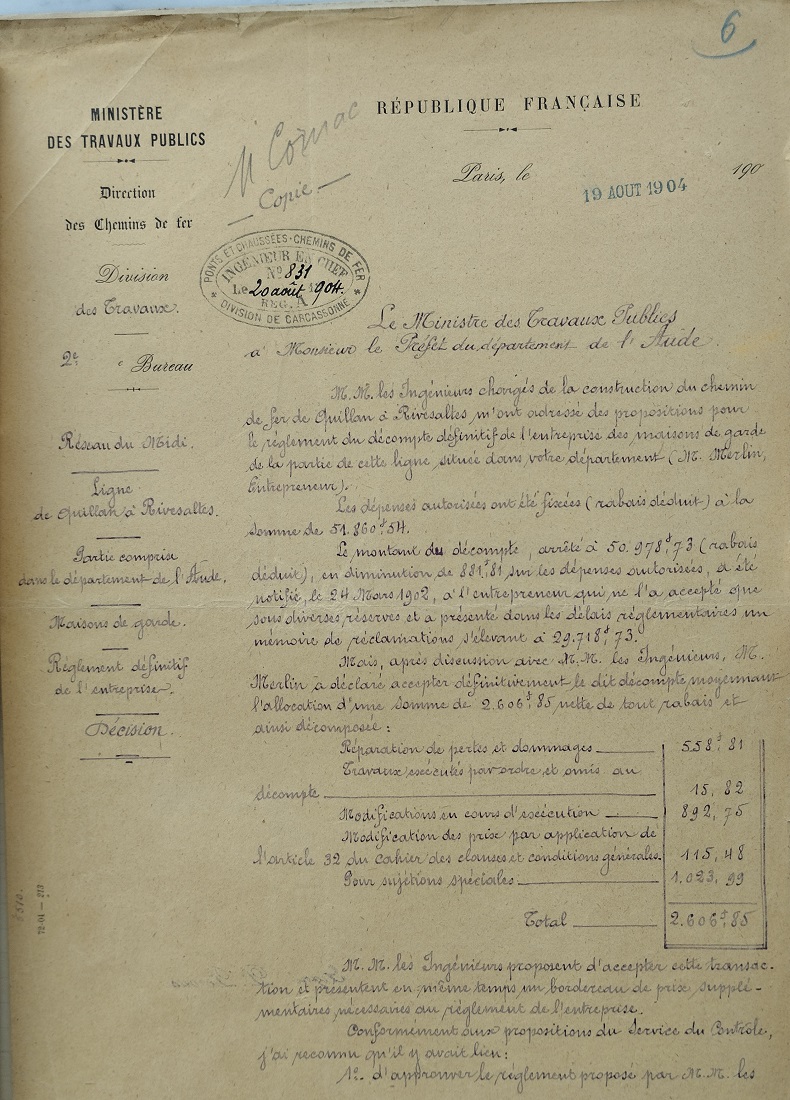 6
MINISTÈRE
DES TRAVAUX PUBLICS
Direction
des Chemins de fer
Division
des Travaux.
2e Bureau
Réseau du Midi.
Ligne
de Quillan à Rivesaltes.
Partie comprise
dans le département de l'Aude.
Maisons de garde.
Règlement définitif
de l'entreprise.
Décision.
RÉPUBLIQUE FRANÇAISE
Copie
Paris, le 19 AOUT 1904 190
PONTS ET CHAUSSÉES - CHEMINS DE FER
INGÉNIEUR EN CHEF
No 831
Le 20 août 1904.
REG. A
DIVISION DE CARCASSONNE
Le Ministre des Travaux Publics
à Monsieur le Préfet du département de l'Aude.
M.M. les Ingénieurs chargés de la construction du chemin
de fer de Quillan à Rivesaltes m'ont adressé des propositions pour
le règlement du décompte définitif de l'entreprise des maisons de garde
de la partie de cette ligne, située dans votre département (M. Merlin,
Entrepreneur).
Les dépenses autorisées ont été fixées (rabais déduit) à la
somme de 51.860f,54.
Le montant du décompte, arrêté à 50.978f,73 (rabais
déduit), en diminution de 881f,81 sur les dépenses autorisées, a été
notifié, le 24 Mars 1902, à l'entrepreneur qui ne l'a accepté que
sous diverses réserves et a présenté dans les délais réglementaires un
mémoire de réclamations s'élevant à 29.718f,73.
Mais, après discussion avec M.M. les Ingénieurs, M.
Merlin a déclaré accepter définitivement le dit décompte, moyennant
l'allocation d'une somme de 2.606f,85 nette de tout rabais et
ainsi décomposée :
Réparation de pertes et dommages 558f,81
Travaux exécutés par ordre et omis au
décompte 15,82
Modifications en cours d'exécution 892,75
Modification des prix par application de
l'article 32 du cahier des clauses et conditions générales. 115,48
Pour sujétions spéciales 1.023,99
Total 2.606f,85
M.M. les Ingénieurs proposent d'accepter cette transac-
tion et présentent en même temps un bordereau de prix supplé-
mentaires nécessaires au règlement de l'entreprise.
Conformément aux propositions du Service du Contrôle,
j'ai reconnu qu'il y avait lieu :
1o. d'approuver le règlement proposé par M.M. les